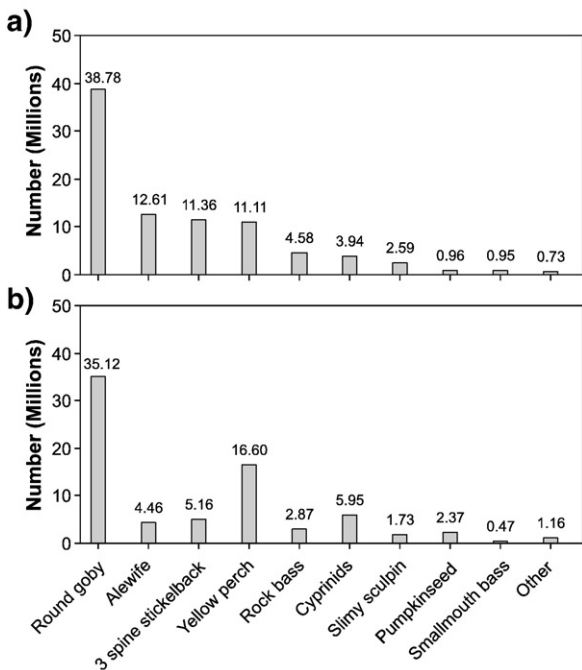 a)
Number (Millions)
50
40
30
20
10
0
38.78
12.61
11.36
11.11
4.58
3.94
2.59
0.96
0.95
0.73
b)
Number (Millions)
50
40
30
20
10
0
35.12
4.46
5.16
16.60
2.87
5.95
1.73
2.37
0.47
1.16
Round goby
Alewife
3 spine stickelback
Yellow perch
Rock bass
Cyprinids
Slimy sculpin
Pumpkinseed
Smallmouth bass
Other